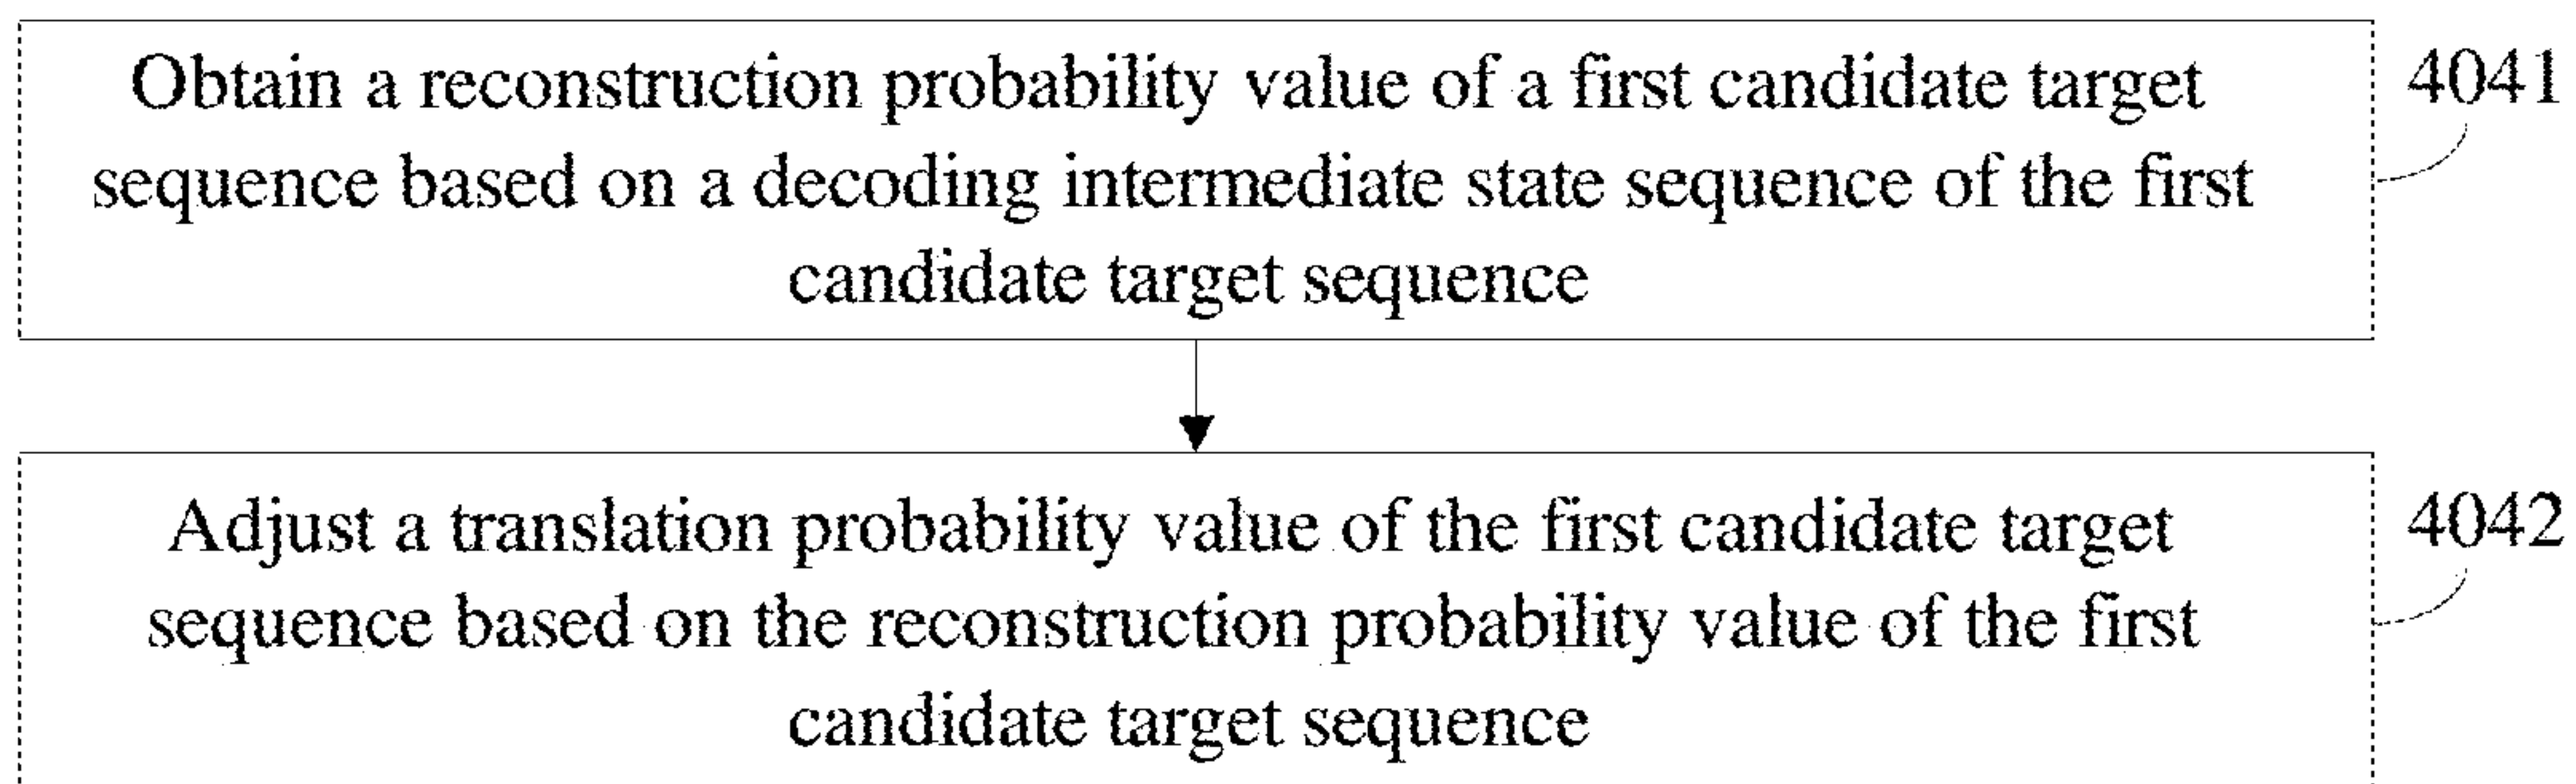 Obtain a reconstruction probability value of a first candidate target
4041
sequence based on a decoding intermediate state sequence of the first
candidate target sequence
Adjust a translation probability value of the first candidate target
4042
sequence based on the reconstruction probability value of the first
candidate target sequence